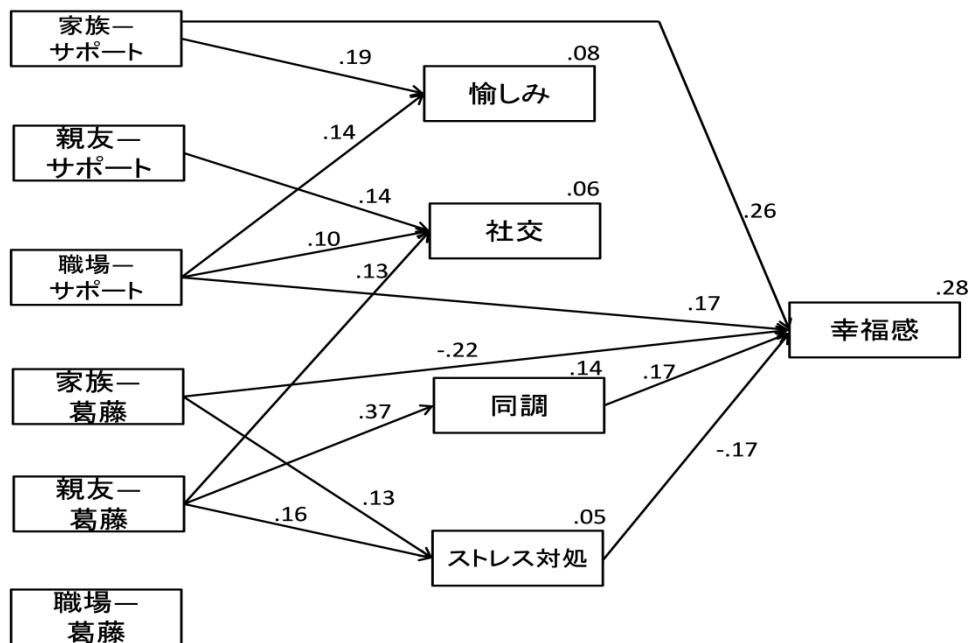 家族―
サポート
.08
.19
愉しみ
.14
親友―
サポート
.14
.06
.26
社交
.10
職場―
サポート
.13
.17
.28
幸福感
-.22
.14
.17
家族―
葛藤
同調
.37
-.17
親友―
葛藤
.13
.16
.05
ストレス対処
職場―
葛藤